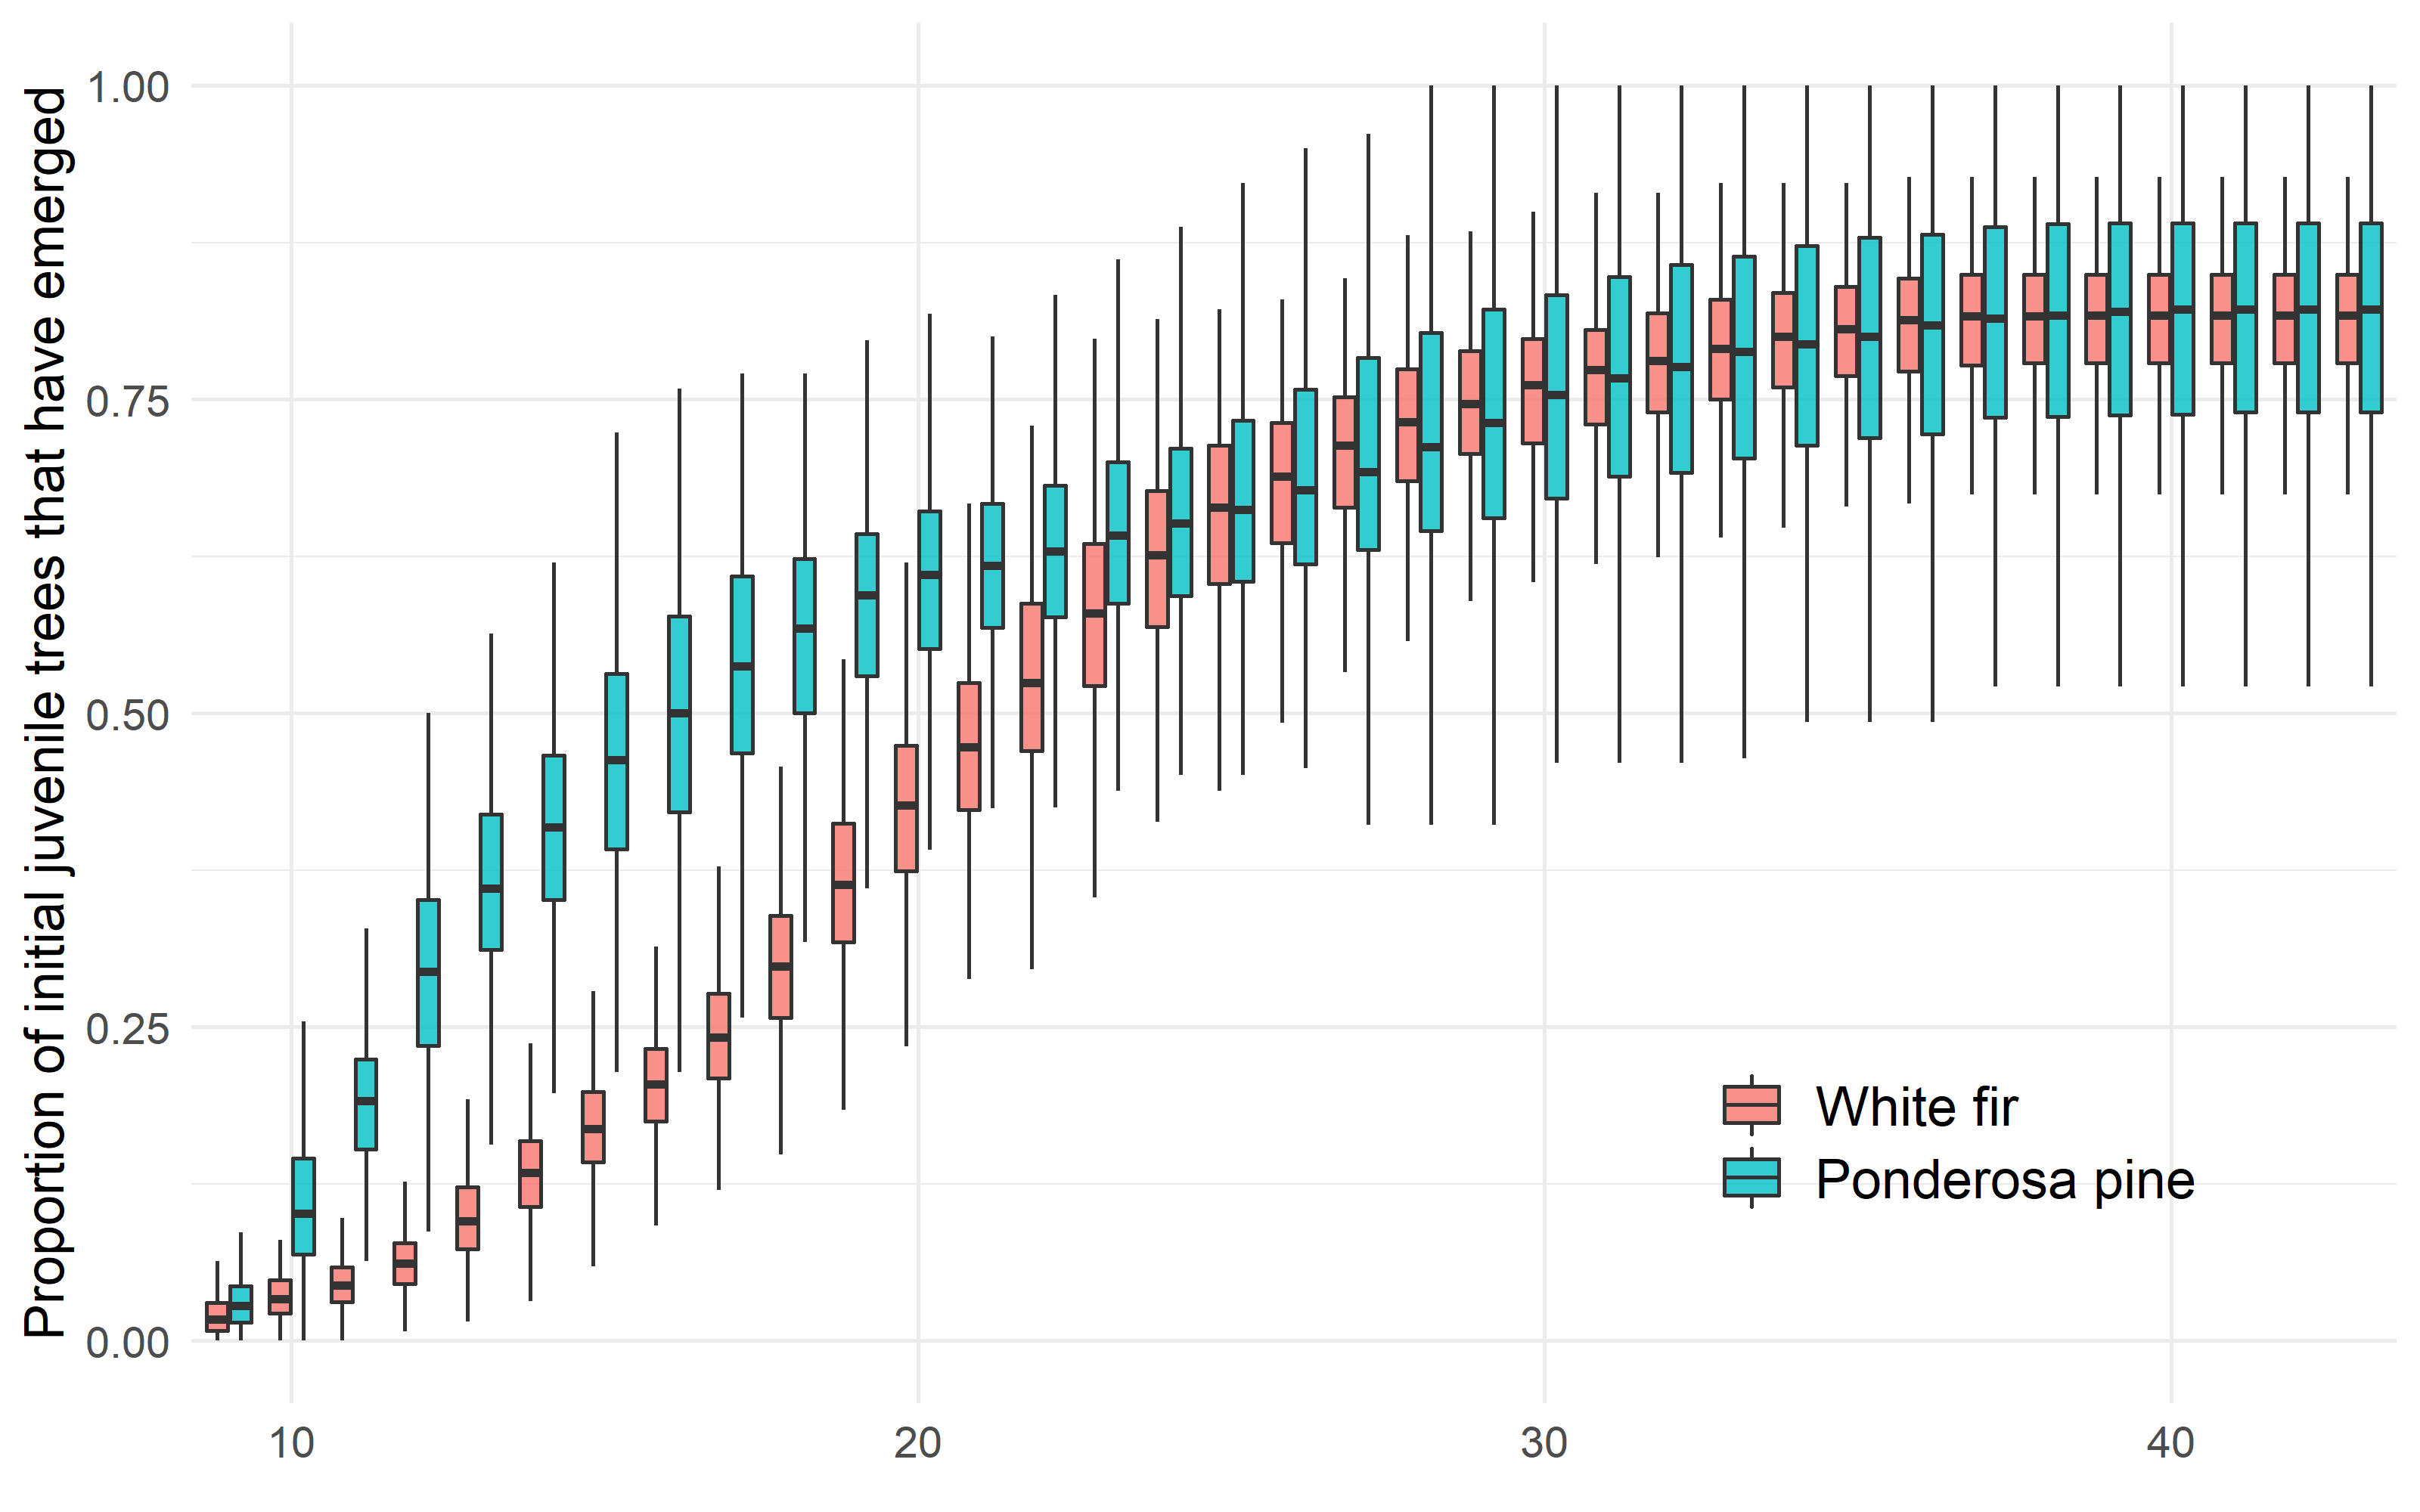 Proportion of initial juvenile trees that have emerged
1.00
0.75
0.50
0.25
0.00
10 20 30 40
White fir
Ponderosa pine